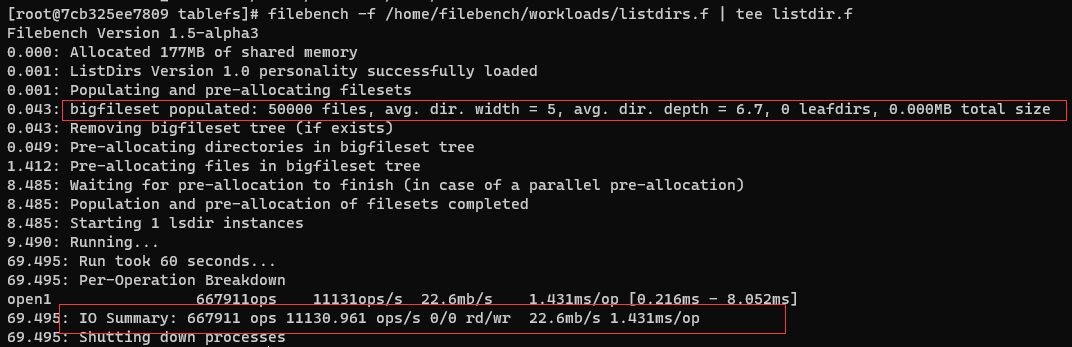 [root@7cb325ee7809 tablefs]# filebench -f /home/filebench/workloads/listdirs.f | tee listdir.f
Filebench Version 1.5-alpha3
0.000: Allocated 177MB of shared memory
0.001: ListDirs Version 1.0 personality successfully loaded
0.001: Populating and pre-allocating filesets
0.043: bigfileset populated: 50000 files, avg. dir. width = 5, avg. dir. depth = 6.7, 0 leafdirs, 0.000MB total size
0.043: Removing bigfileset tree (if exists)
0.049: Pre-allocating directories in bigfileset tree
1.412: Pre-allocating files in bigfileset tree
8.485: Waiting for pre-allocation to finish (in case of a parallel pre-allocation)
8.485: Population and pre-allocation of filesets completed
8.485: Starting 1 lsdir instances
9.490: Running...
69.495: Run took 60 seconds...
69.495: Per-Operation Breakdown
open1                667911ops    11131ops/s  22.6mb/s    1.431ms/op [0.216ms - 8.052ms]
69.495: IO Summary: 667911 ops 11130.961 ops/s 0/0 rd/wr  22.6mb/s 1.431ms/op
69.495: Shutting down processes